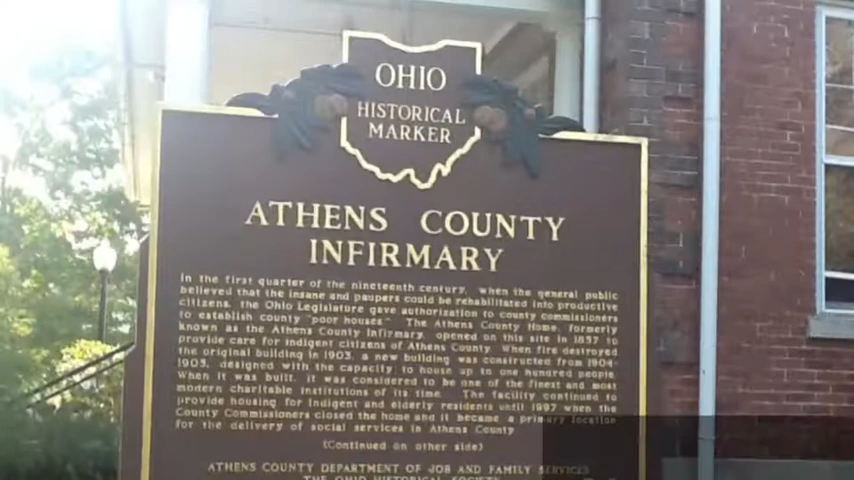 OHIO
HISTORICAL
MARKER
ATHENS COUNTY
INFIRMARY
In the first quarter of the nineteenth century, when the general public
believed that the insane and paupers could be rehabilitated into productive
citizens, the Ohio Legislature gave authorization to county commissioners
to establish county "poor houses" The Athens County Home, formerly
known as the Athens County Infirmary, opened on this site in 1857 to
provide care for indigent citizens of Athens County. When fire destroyed
the original building in 1903, a new building was constructed from 1904-
1905, designed with the capacity to house up to one hundred people.
When it was built, it was considered to be one of the finest and most
modern charitable institutions of its time. The facility continued to
provide housing for indigent and elderly residents until 1997 when the
County Commissioners closed the home and it became a primary location
for the delivery of social services in Athens County
(Continued on other side)
ATHENS COUNTY DEPARTMENT OF JOB AND FAMILY SERVICES
THE OHIO HISTORICAL SOCIETY